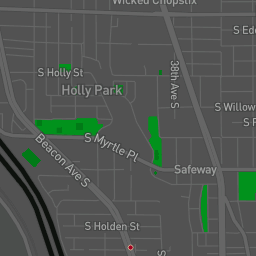 Wicked Chopstix
S Ed
S Holly St
38th Ave S
Holly Park
S Willow
S Myrtle Pl
Beacon Ave S
Safeway
S Holden St